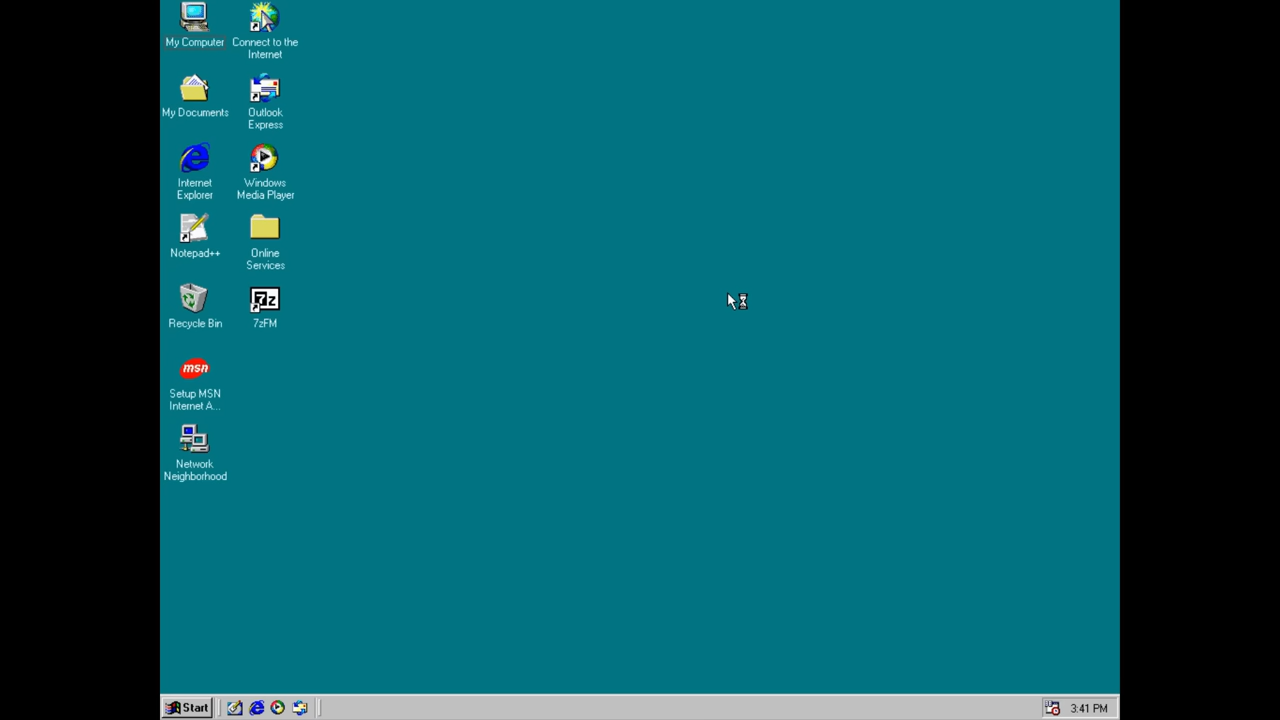 My Computer
Connect to the
Internet
My Documents
Outlook
Express
Internet
Explorer
Windows
Media Player
Notepad++
Online
Services
Recycle Bin
7z
7zFM
msn
Setup MSN
Internet A...
Network
Neighborhood
Start
3:41 PM